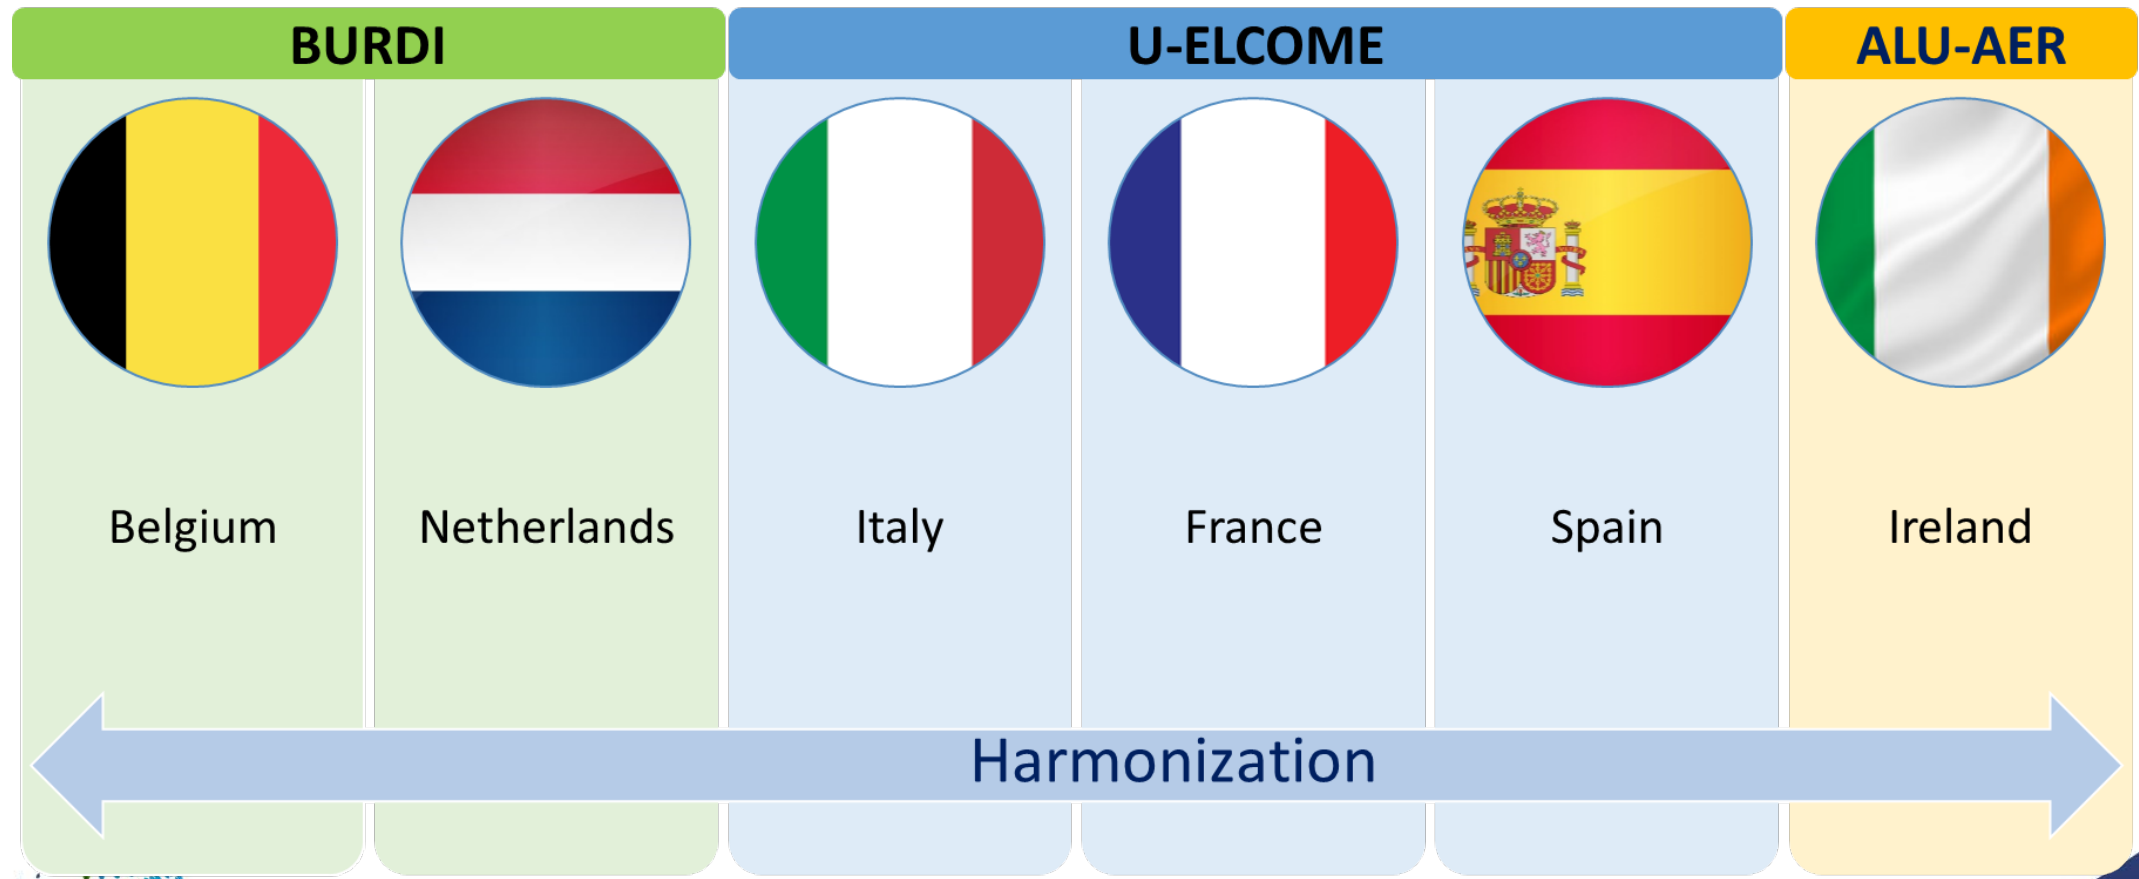 BURDI
U-ELCOME
ALU-AER
Belgium
Netherlands
Italy
France
Spain
Ireland
Harmonization